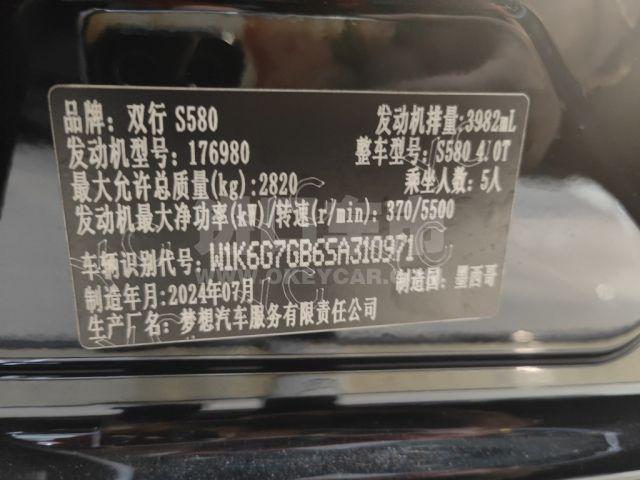 品牌: 双行 S580 发动机排量: 3982mL
发动机型号: 176980 整车型号: S580 4.0T
最大允许总质量(kg): 2820 乘坐人数: 5人
发动机最大净功率(kW)/转速(r/min): 370/5500
车辆识别代号: W1K6G7GB6SA310971
WWW.OKEYCAR.COM
制造年月: 2024年07月 制造国: 墨西哥
生产厂名: 梦想汽车服务有限责任公司